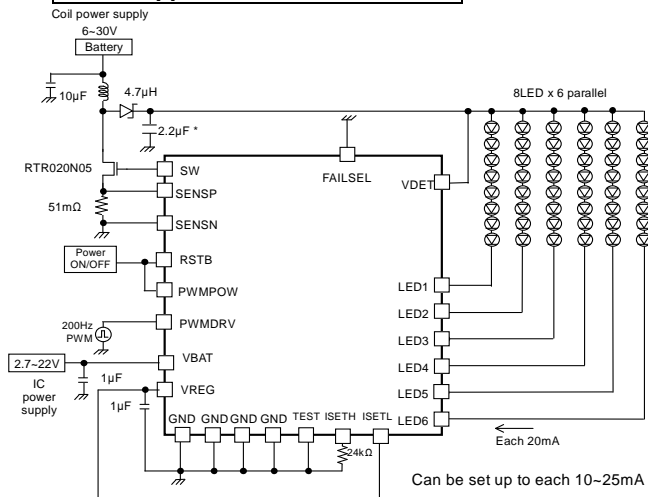 Coil power supply
6~30V
Battery
10µF
4.7µH
2.2µF *
8LED x 6 parallel
RTR020N05
51mΩ
SW
SENSP
SENSN
FAILSEL
VDET
Power
ON/OFF
RSTB
PWMPOW
LED1
LED2
200Hz
PWM
PWMDRV
LED3
2.7~22V
VBAT
LED4
IC
power
supply
1µF
VREG
LED5
1µF
GND GND GND GND TEST ISETH ISETL
LED6
24kΩ
Each 20mA
Can be set up to each 10~25mA